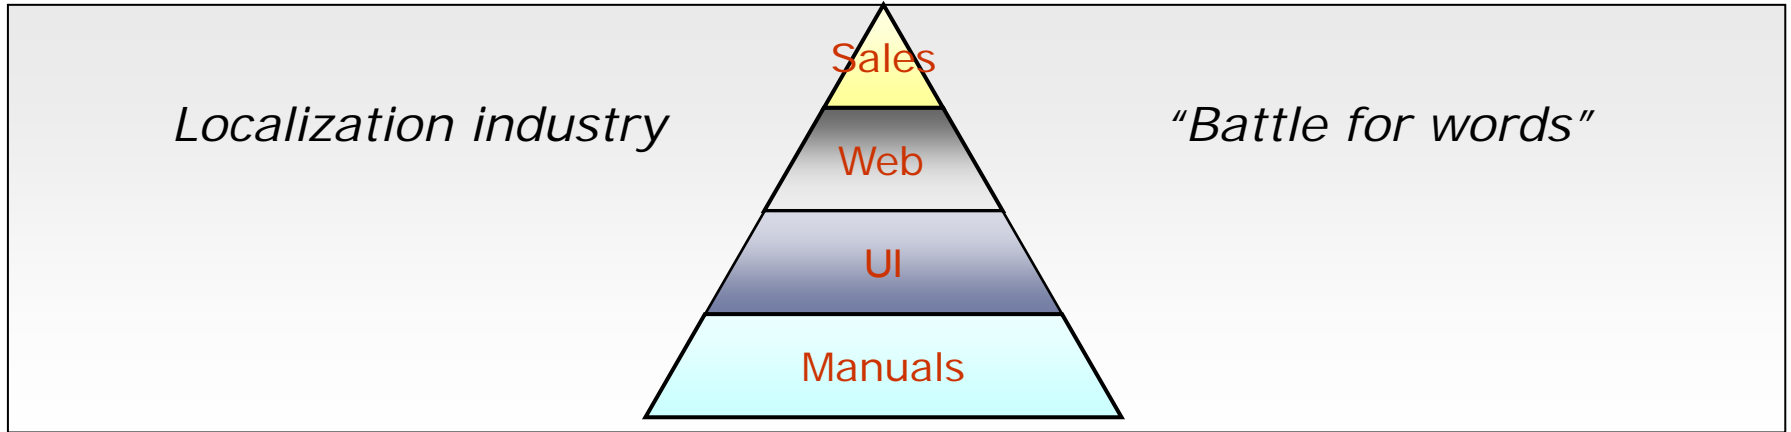 Sales
Localization industry
“Battle for words”
Web
UI
Manuals